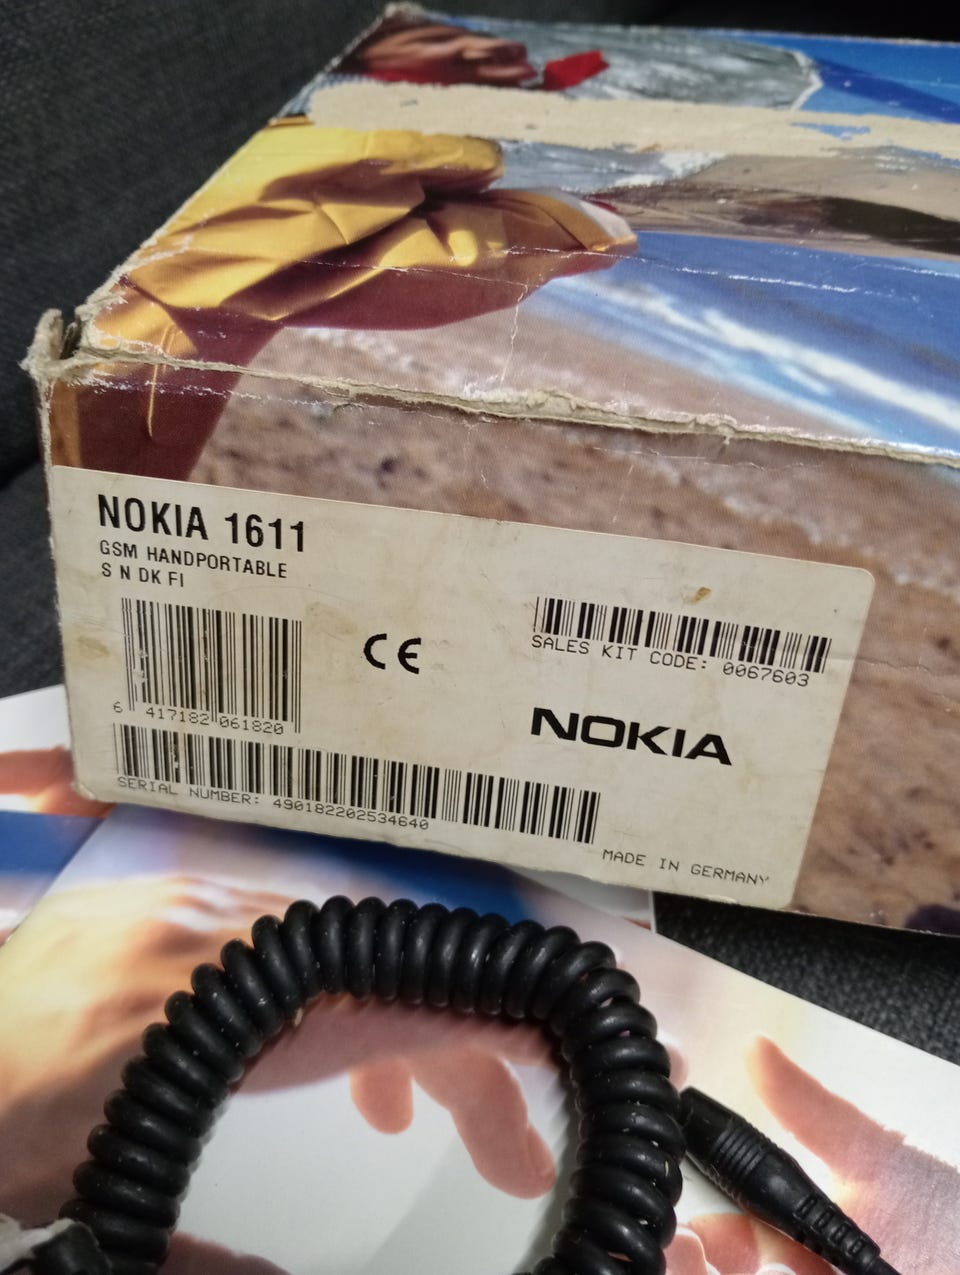 NOKIA 1611
GSM HANDPORTABLE
S N DK FI
CE
SALES KIT CODE: 0067603
6 417182 061820
NOKIA
SERIAL NUMBER: 490182202534640
MADE IN GERMANY